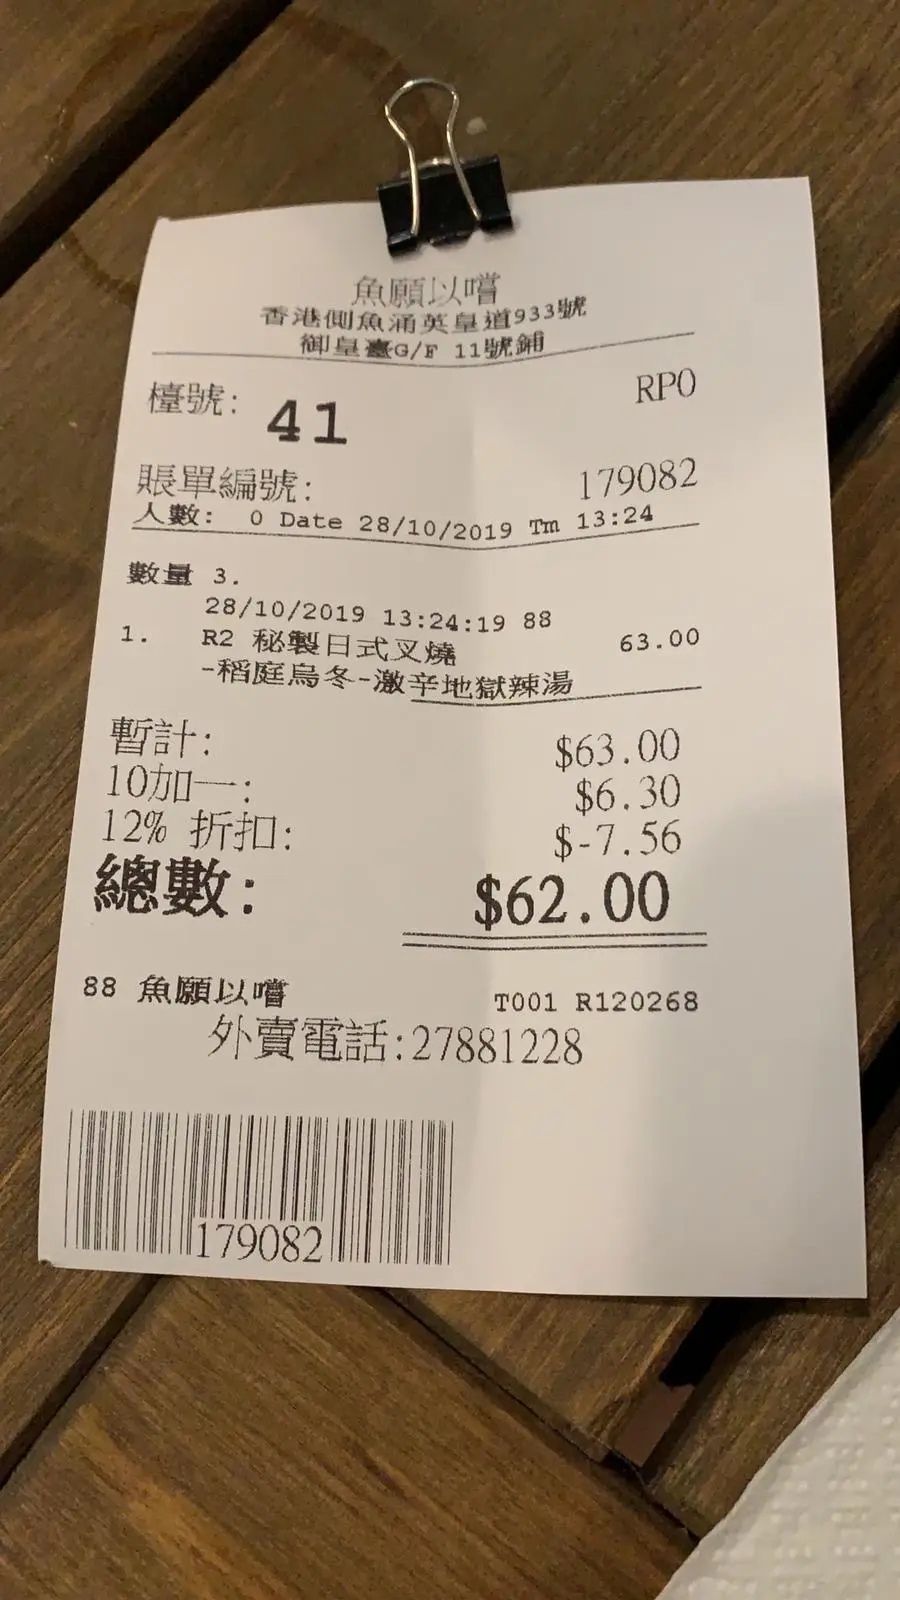 魚願以嚐
香港側魚涌英皇道933號
御皇臺G/F 11號鋪
檯號: 41 RP0
賬單編號: 179082
人數: 0 Date 28/10/2019 Tm 13:24
數量 3.
28/10/2019 13:24:19 88
1. R2 秘製日式叉燒 63.00
-稻庭烏冬-激辛地獄辣湯
暫計: $63.00
10加一: $6.30
12% 折扣: $-7.56
總數: $62.00
88 魚願以嚐 T001 R120268
外賣電話:27881228
179082